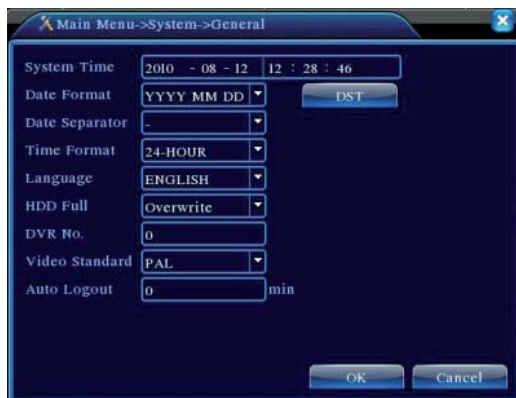 Main Menu->System->General
System Time 2010 - 08 - 12 12 : 28 : 46
Date Format YYYY MM DD DST
Date Separator -
Time Format 24-HOUR
Language ENGLISH
HDD Full Overwrite
DVR No. 0
Video Standard PAL
Auto Logout 0 min
OK Cancel